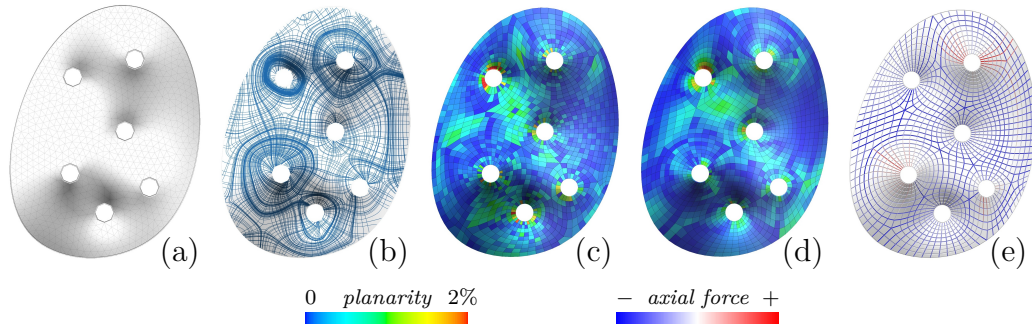 (a) (b) (c) (d) (e)
0 planarity 2% − axial force +